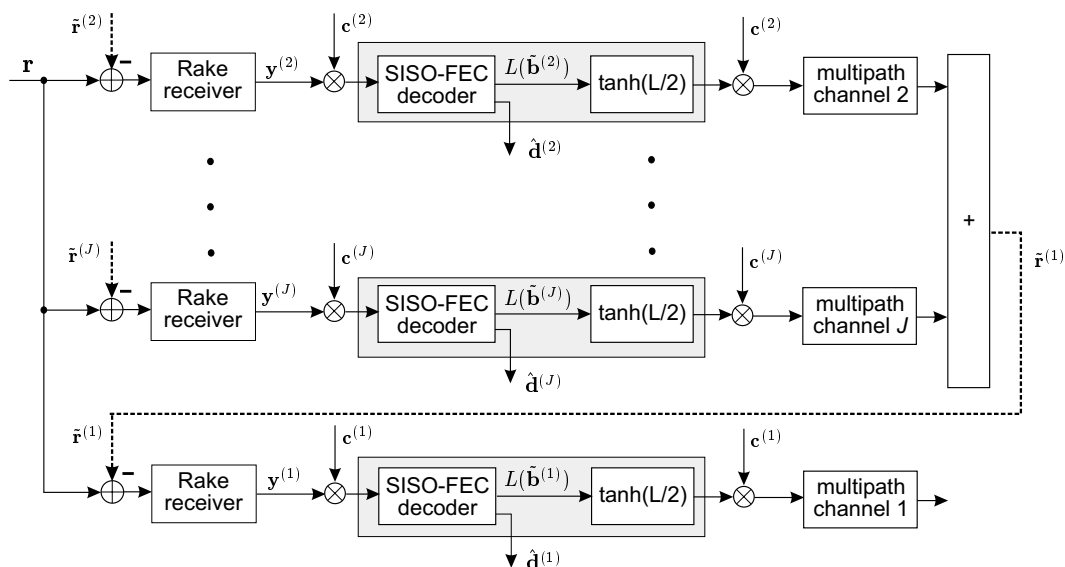 r̃^(2)
c^(2)
c^(2)
r
−
Rake receiver
y^(2)
SISO-FEC decoder
L(b̃^(2))
tanh(L/2)
multipath channel 2
d̂^(2)
r̃^(J)
c^(J)
c^(J)
+
r̃^(1)
−
Rake receiver
y^(J)
SISO-FEC decoder
L(b̃^(J))
tanh(L/2)
multipath channel J
d̂^(J)
r̃^(1)
c^(1)
c^(1)
−
Rake receiver
y^(1)
SISO-FEC decoder
L(b̃^(1))
tanh(L/2)
multipath channel 1
d̂^(1)